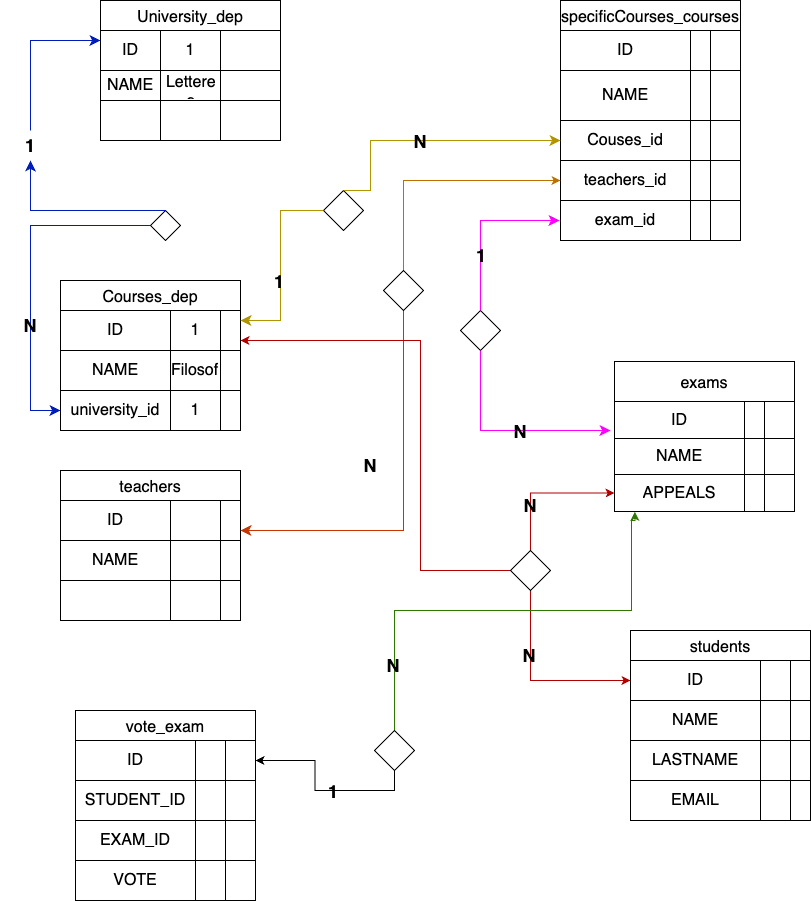 University_dep
ID 1
NAME Lettere
specificCourses_courses
ID
NAME
Couses_id
teachers_id
exam_id
1
N
1
1
N
N
Courses_dep
ID 1
NAME Filosof
university_id 1
exams
ID
NAME
APPEALS
N
teachers
ID
NAME
N
N
N
students
ID
NAME
LASTNAME
EMAIL
vote_exam
ID
STUDENT_ID
EXAM_ID
VOTE
1